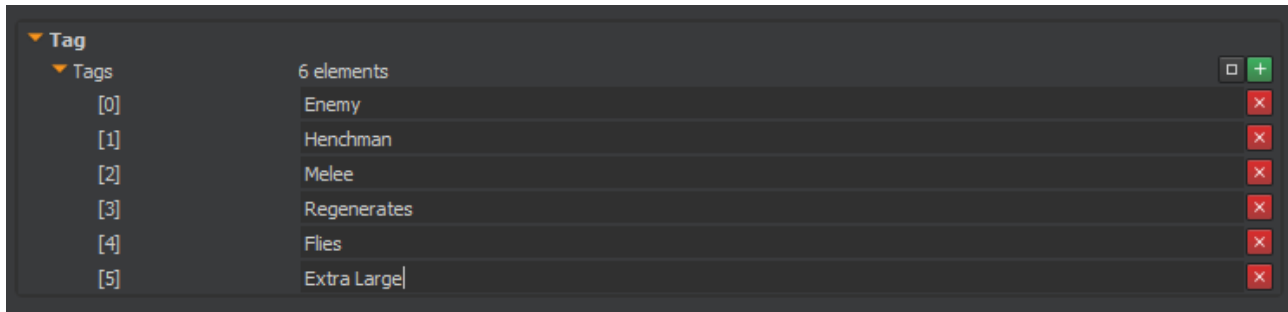 Tag
Tags 6 elements
[0] Enemy
[1] Henchman
[2] Melee
[3] Regenerates
[4] Flies
[5] Extra Large